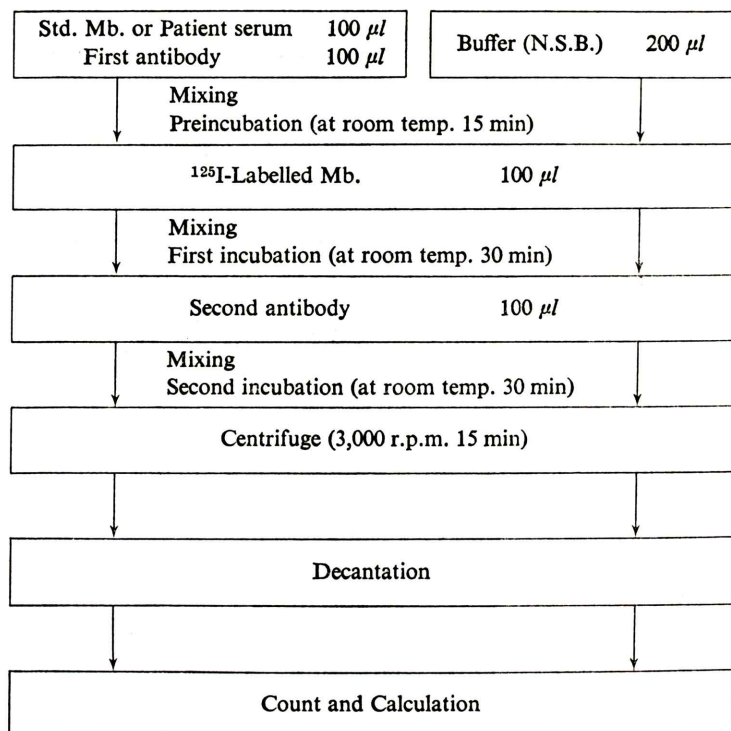 Std. Mb. or Patient serum 100 µl
First antibody 100 µl
Buffer (N.S.B.) 200 µl
Mixing
Preincubation (at room temp. 15 min)
¹²⁵I-Labelled Mb. 100 µl
Mixing
First incubation (at room temp. 30 min)
Second antibody 100 µl
Mixing
Second incubation (at room temp. 30 min)
Centrifuge (3,000 r.p.m. 15 min)
Decantation
Count and Calculation